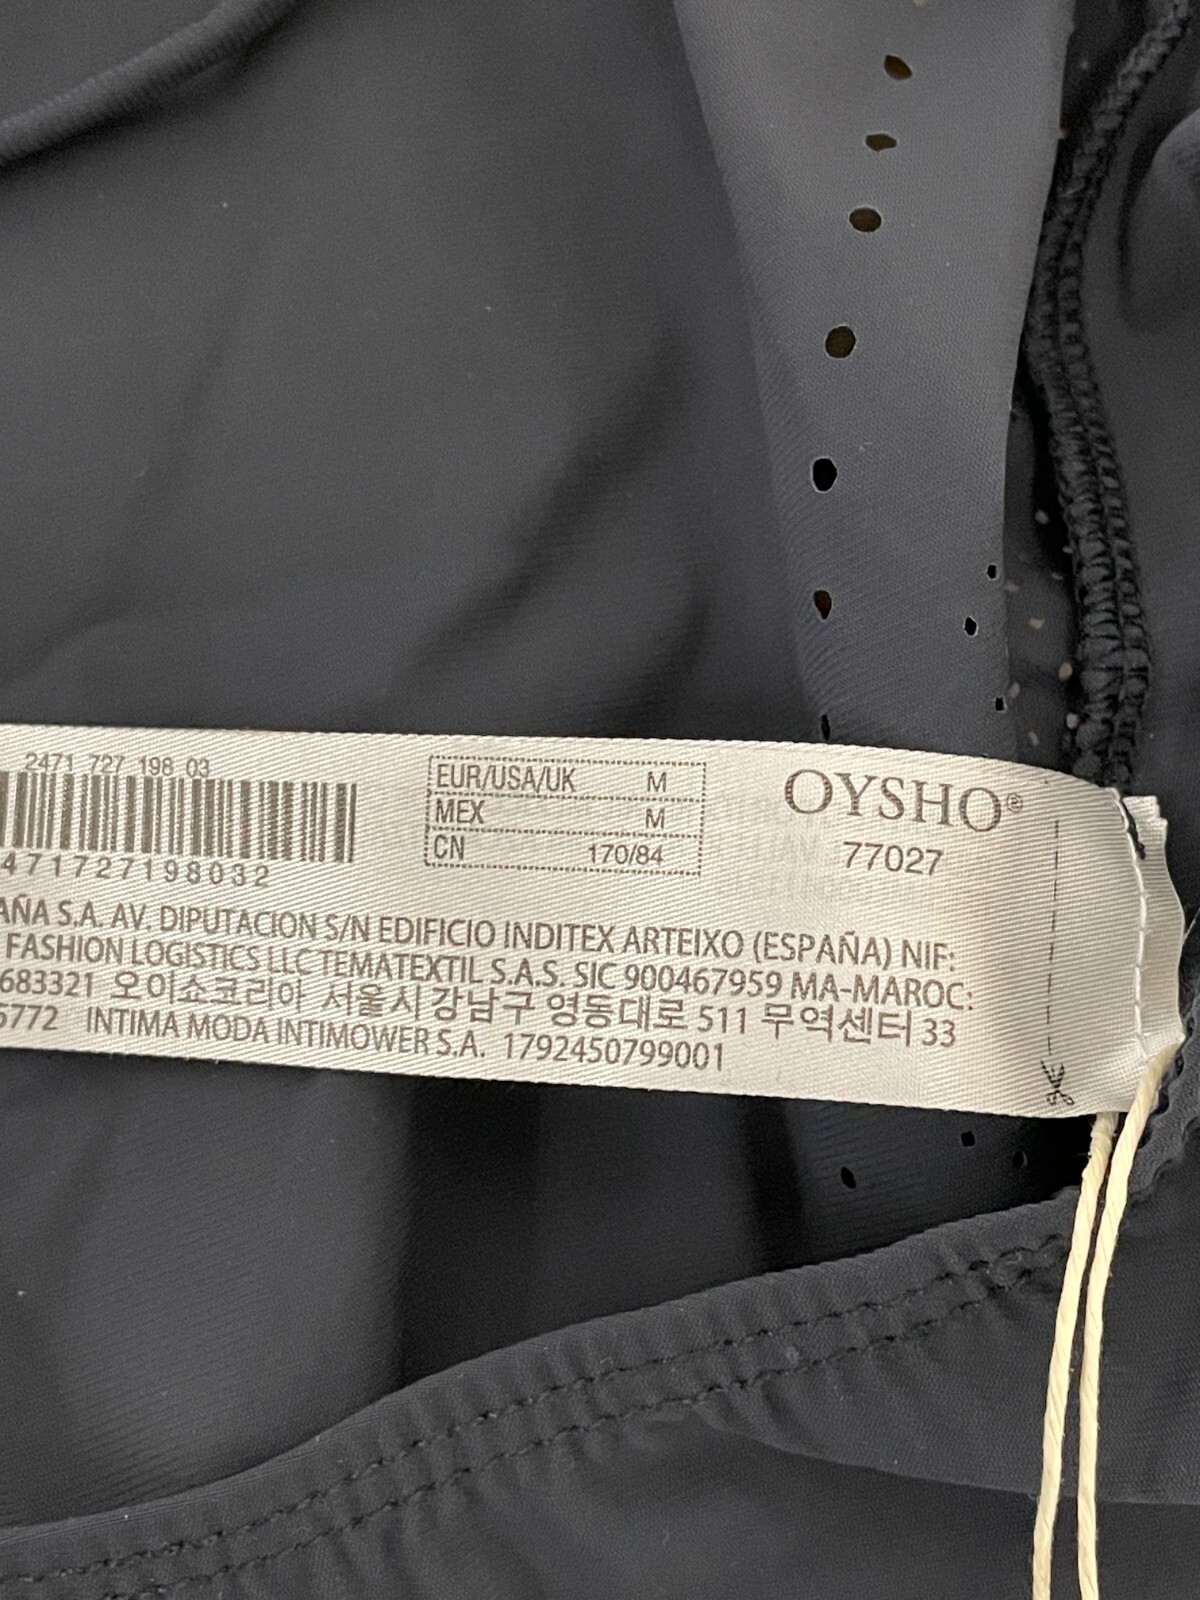 2471 727 198 03
471727198032
EUR/USA/UK M
MEX M
CN 170/84
OYSHO®
77027
AÑA S.A. AV. DIPUTACION S/N EDIFICIO INDITEX ARTEIXO (ESPAÑA) NIF:
FASHION LOGISTICS LLC TEMATEXTIL S.A.S. SIC 900467959 MA-MAROC:
683321 오이쇼코리아 서울시 강남구 영동대로 511 무역센터 33
5772 INTIMA MODA INTIMOWER S.A. 1792450799001